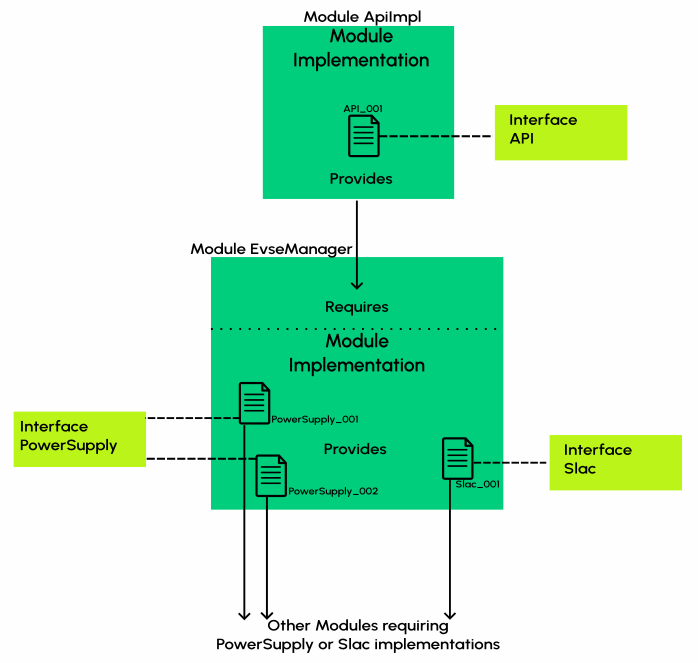 Module ApiImpl
Module
Implementation
API_001
Interface
API
Provides
Module EvseManager
Requires
Module
Implementation
PowerSupply_001
Interface
PowerSupply
Provides
Interface
Slac
Slac_001
PowerSupply_002
Other Modules requiring
PowerSupply or Slac implementations